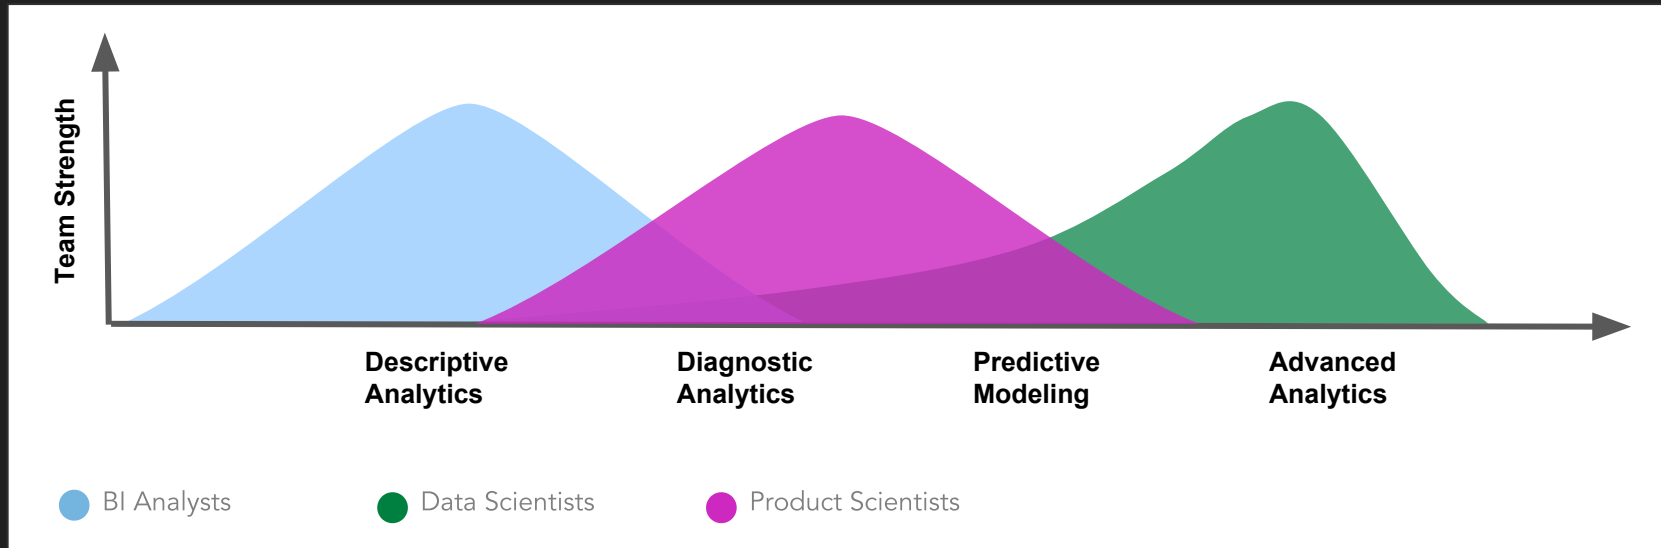 Team Strength
Descriptive
Analytics
Diagnostic
Analytics
Predictive
Modeling
Advanced
Analytics
BI Analysts
Data Scientists
Product Scientists